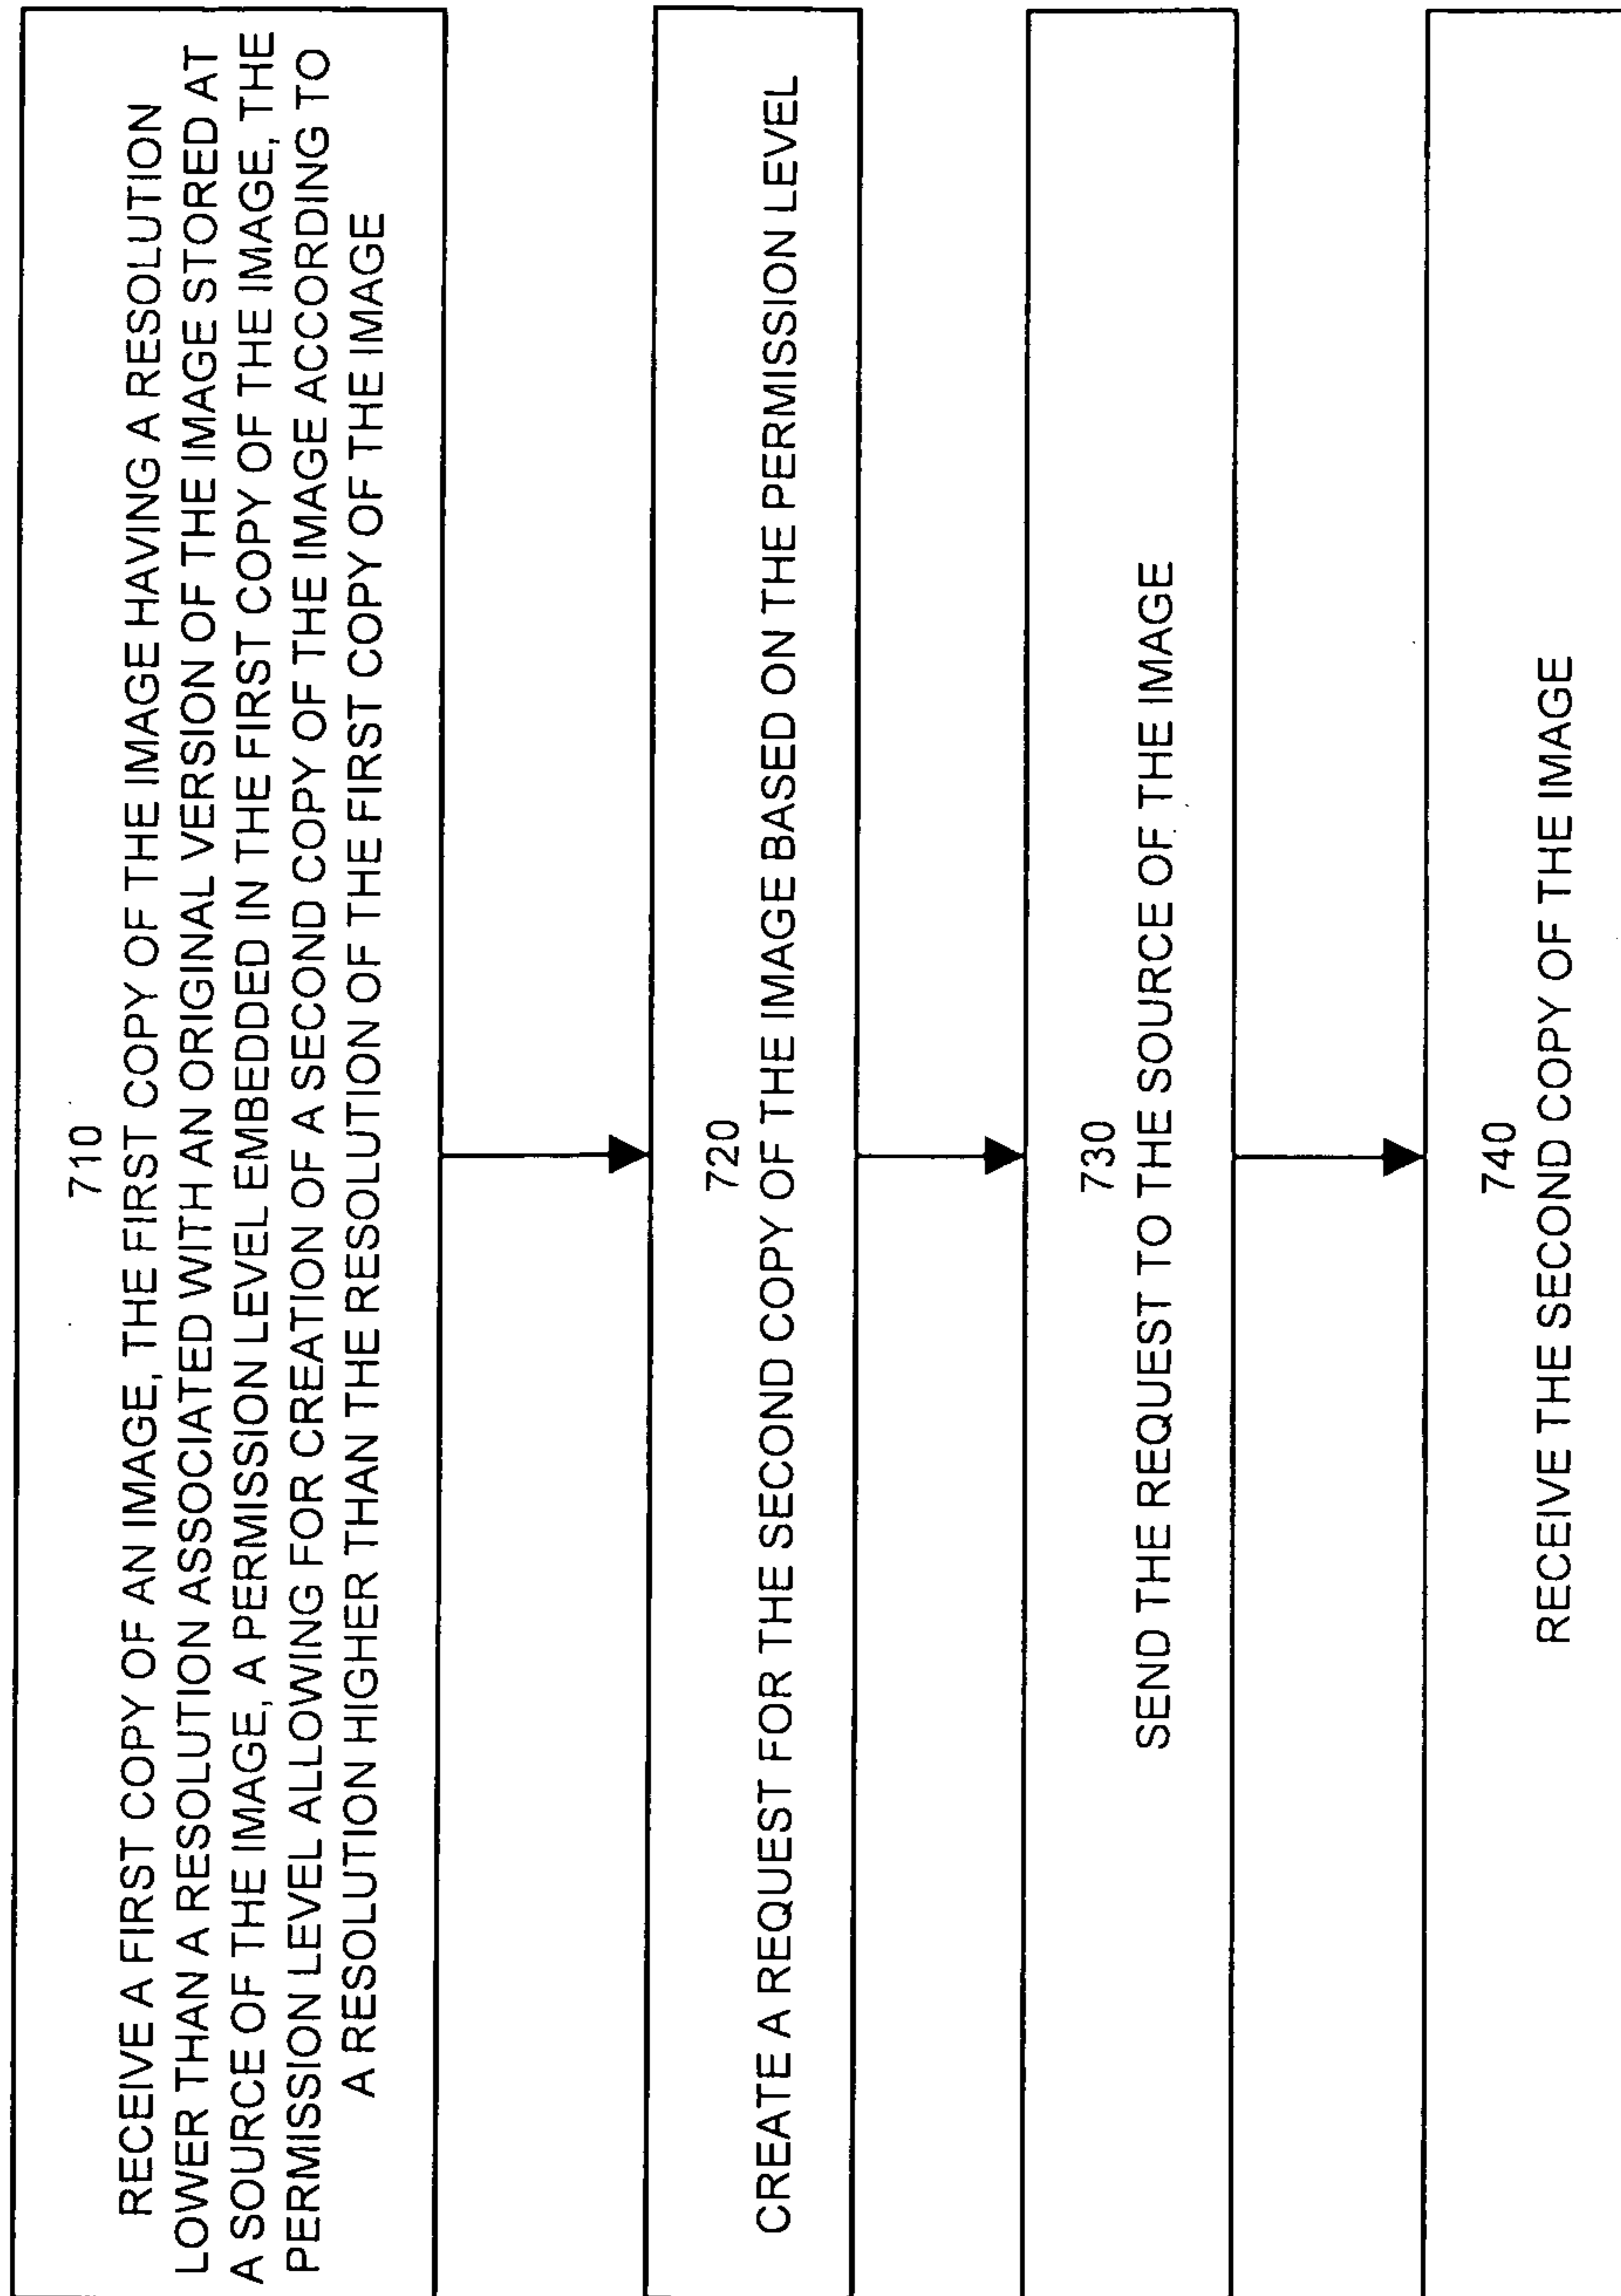 710
RECEIVE A FIRST COPY OF AN IMAGE, THE FIRST COPY OF THE IMAGE HAVING A RESOLUTION
LOWER THAN A RESOLUTION ASSOCIATED WITH AN ORIGINAL VERSION OF THE IMAGE STORED AT
A SOURCE OF THE IMAGE, A PERMISSION LEVEL EMBEDDED IN THE FIRST COPY OF THE IMAGE, THE
PERMISSION LEVEL ALLOWING FOR CREATION OF A SECOND COPY OF THE IMAGE ACCORDING TO
A RESOLUTION HIGHER THAN THE RESOLUTION OF THE FIRST COPY OF THE IMAGE
720
CREATE A REQUEST FOR THE SECOND COPY OF THE IMAGE BASED ON THE PERMISSION LEVEL
730
SEND THE REQUEST TO THE SOURCE OF THE IMAGE
740
RECEIVE THE SECOND COPY OF THE IMAGE